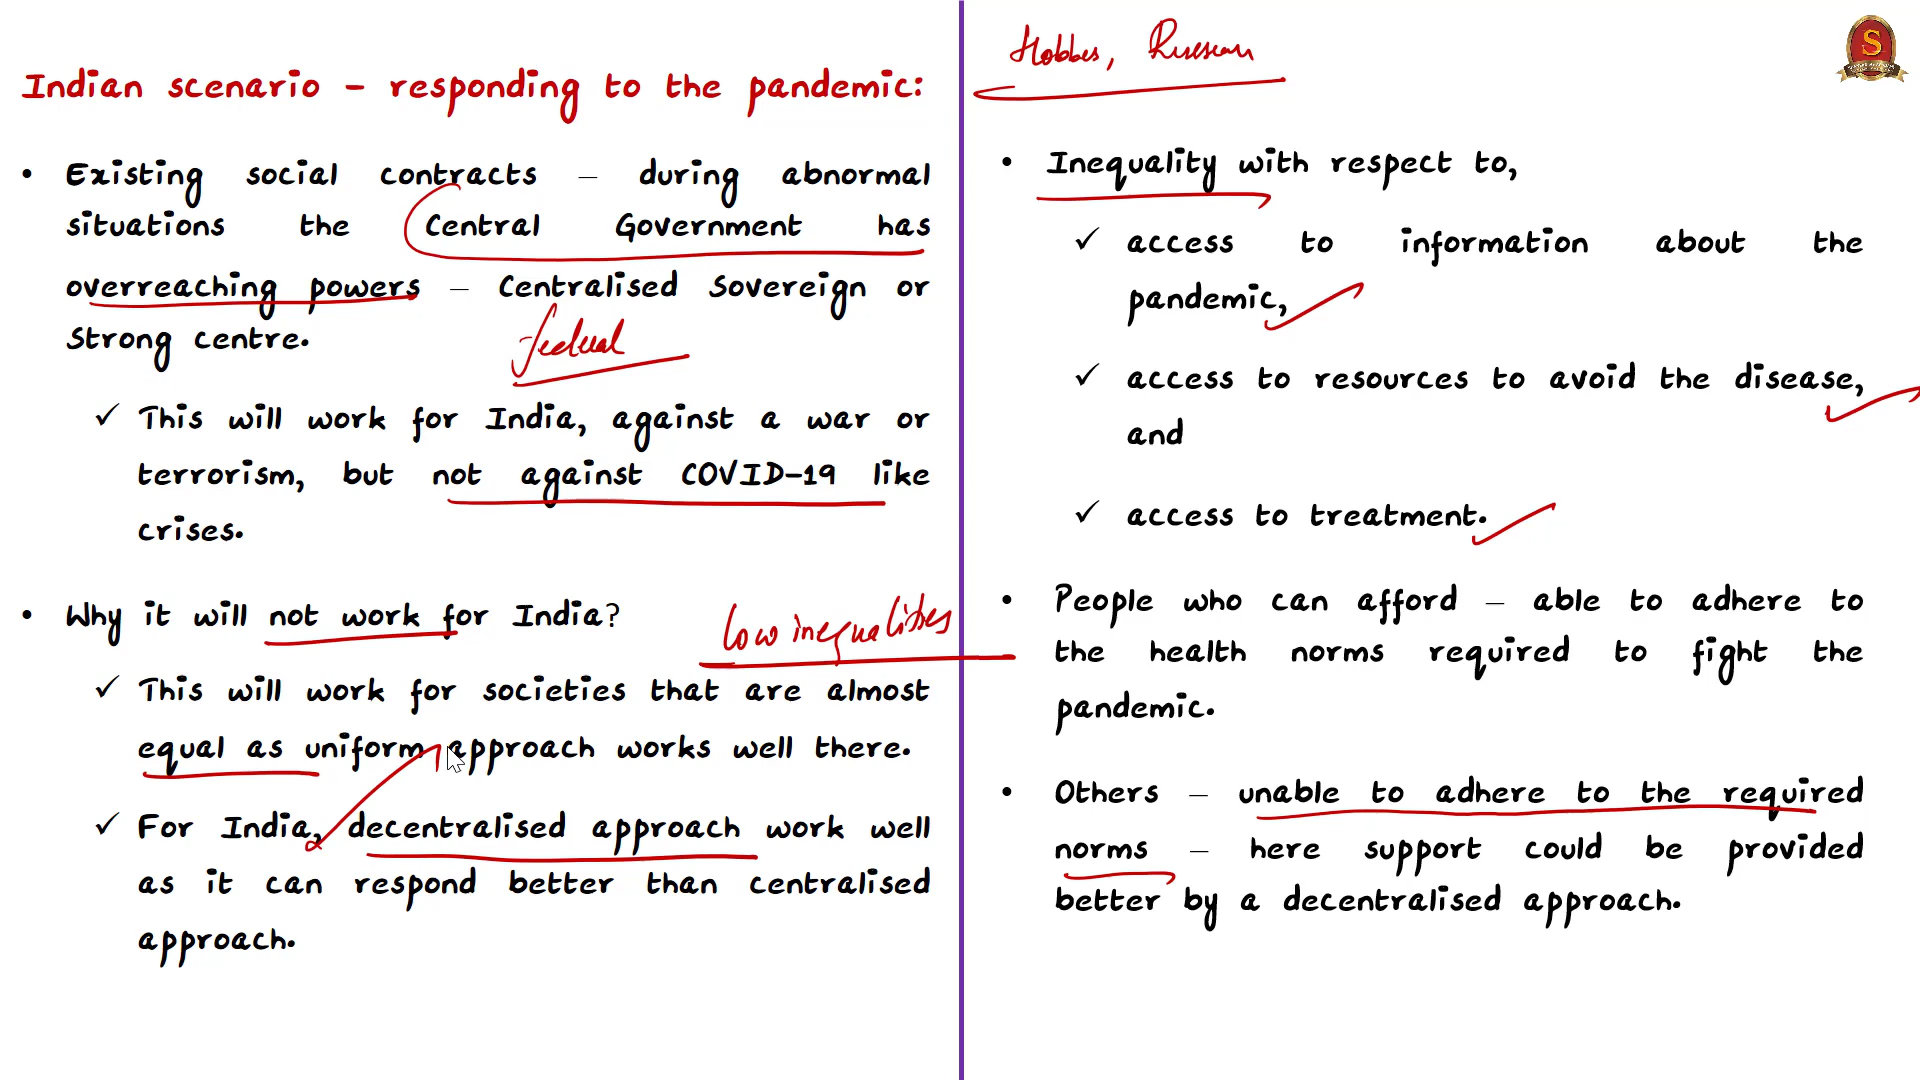 Indian scenario – responding to the pandemic:
• Existing social contracts – during abnormal
situations the Central Government has
overreaching powers – Centralised Sovereign or
Strong centre.
federal
✓ This will work for India, against a war or
terrorism, but not against COVID-19 like
crises.
• Why it will not work for India?
low inequalities
✓ This will work for societies that are almost
equal as uniform approach works well there.
✓ For India, decentralised approach work well
as it can respond better than centralised
approach.
Hobbes,
• Inequality with respect to,
✓ access to information about the
pandemic,
✓ access to resources to avoid the disease,
and
✓ access to treatment.
• People who can afford – able to adhere to
the health norms required to fight the
pandemic.
• Others – unable to adhere to the required
norms – here support could be provided
better by a decentralised approach.
S